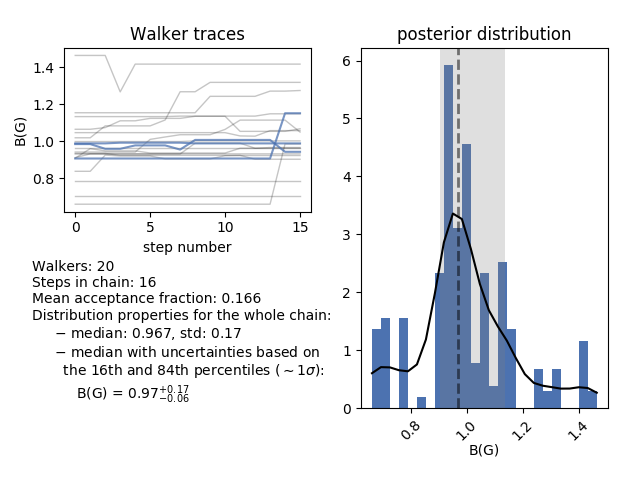 Walker traces
1.4
1.2
1.0
0.8
B(G)
0
5
10
15
step number
Walkers: 20
Steps in chain: 16
Mean acceptance fraction: 0.166
Distribution properties for the whole chain:
− median: 0.967, std: 0.17
− median with uncertainties based on
the 16th and 84th percentiles (∼1σ):
B(G) = 0.97^{+0.17}_{−0.06}
posterior distribution
6
5
4
3
2
1
0
0.8
1.0
1.2
1.4
B(G)